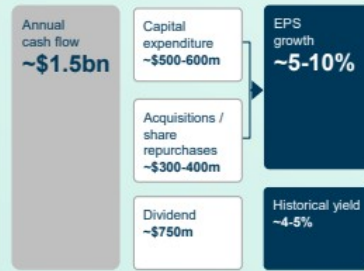 Annual
cash flow
~$1.5bn
Capital
expenditure
~$500-600m
Acquisitions /
share
repurchases
~$300-400m
Dividend
~$750m
EPS
growth
~5-10%
Historical yield
~4-5%